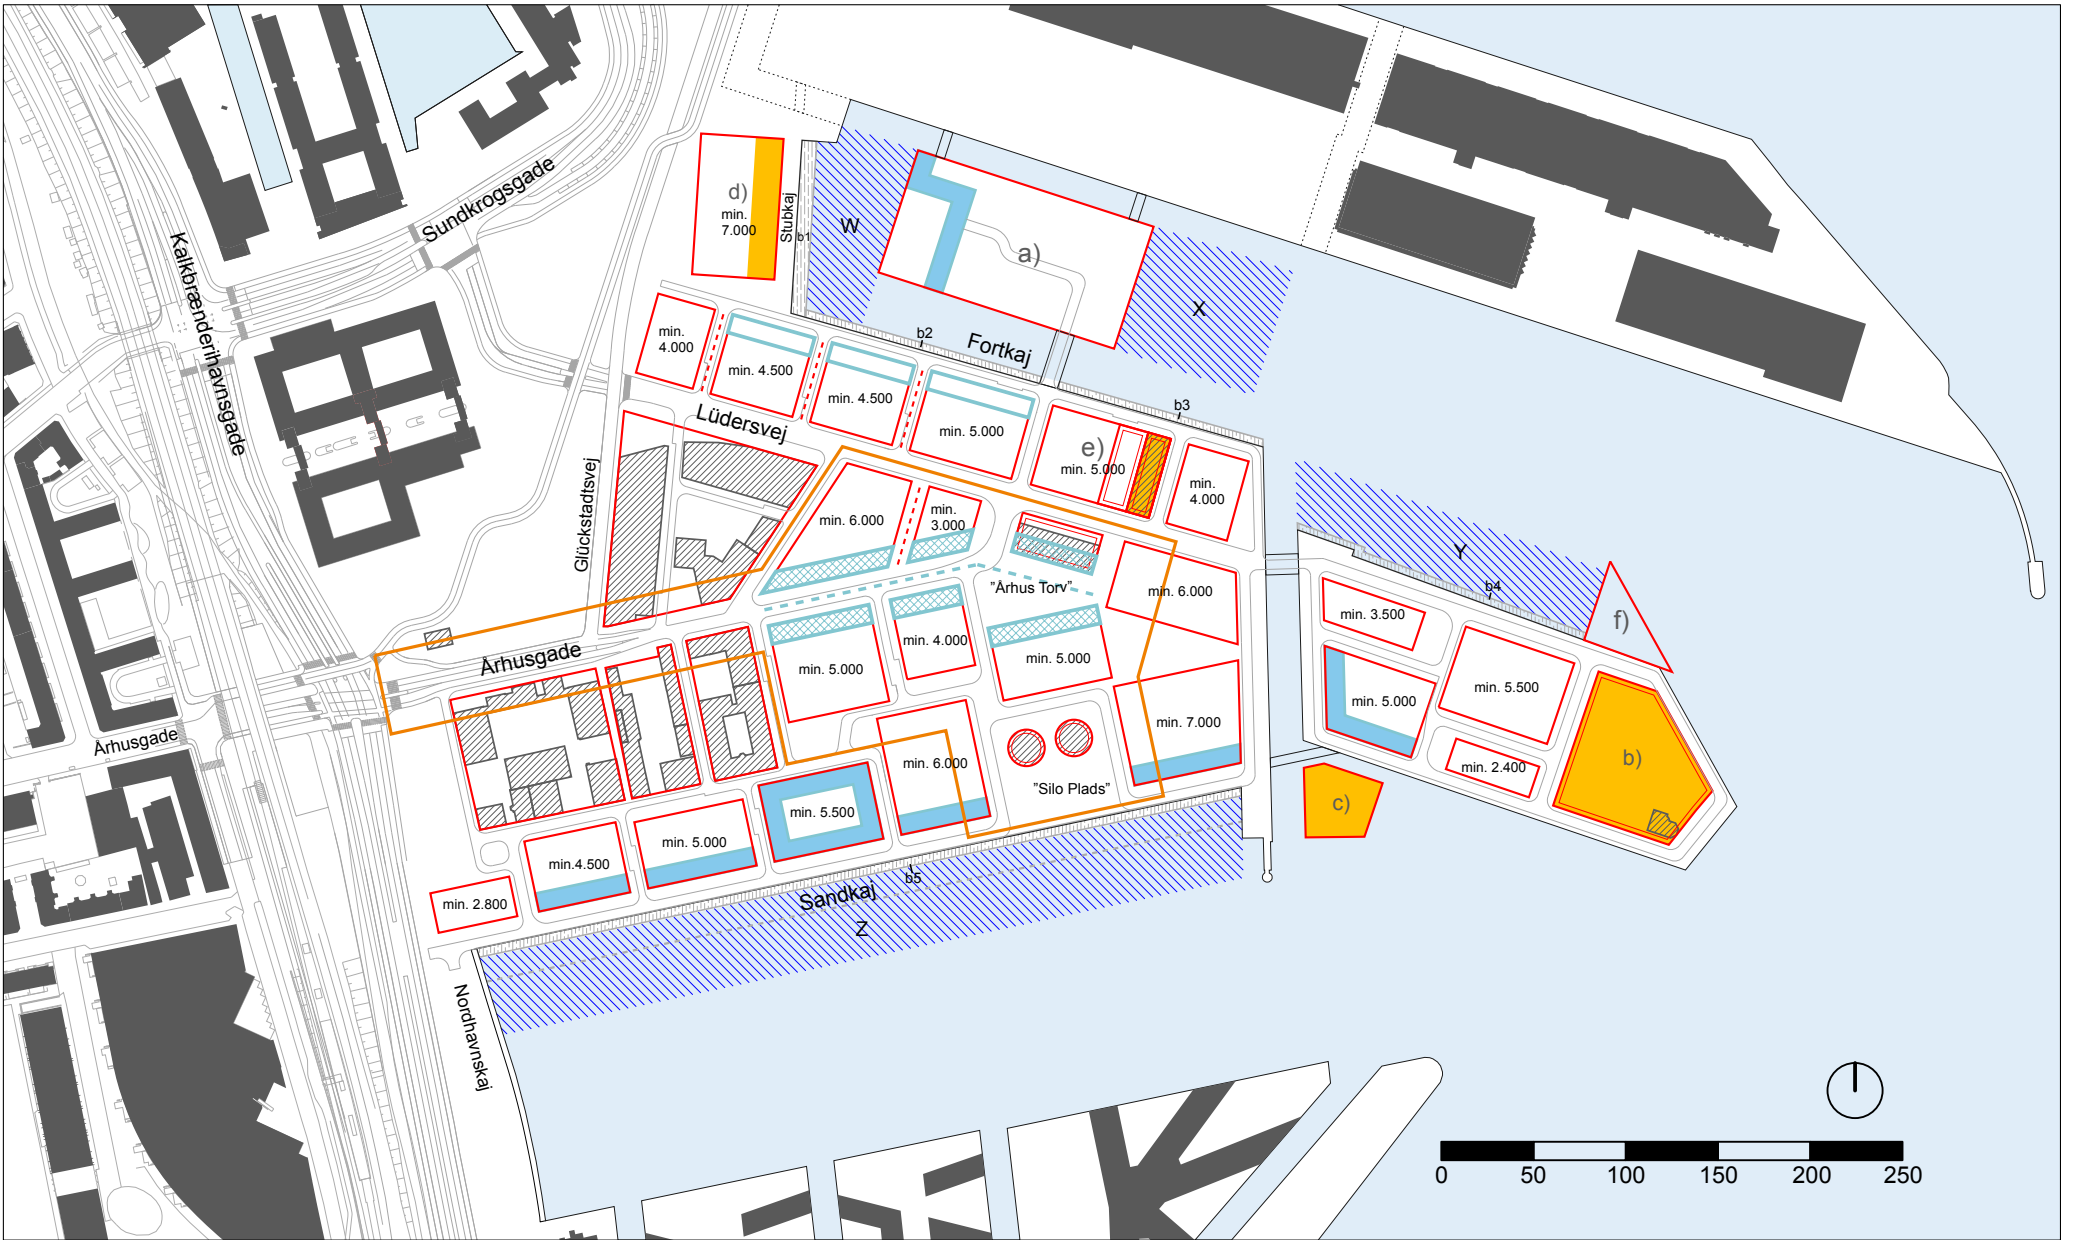 Sundkrogsgade
Kalkbrænderihavnsgade
d)
min.
7.000
Stubkaj
b1
W
a)
X
b2
Fortkaj
b3
min.
4.000
min. 4.500
min. 4.500
min. 5.000
e)
min. 5.000
min.
4.000
Lüdersvej
Glückstadtsvej
min. 6.000
min.
3.000
"Århus Torv"
min. 6.000
Y
b4
f)
min. 3.500
min. 5.000
min. 5.500
min. 2.400
b)
c)
Århusgade
Århusgade
min. 5.000
min. 4.000
min. 5.000
min. 7.000
min. 6.000
"Silo Plads"
min. 5.500
min. 5.000
min.4.500
min. 2.800
b5
Sandkaj
Z
Nordhavnskaj
0 50 100 150 200 250